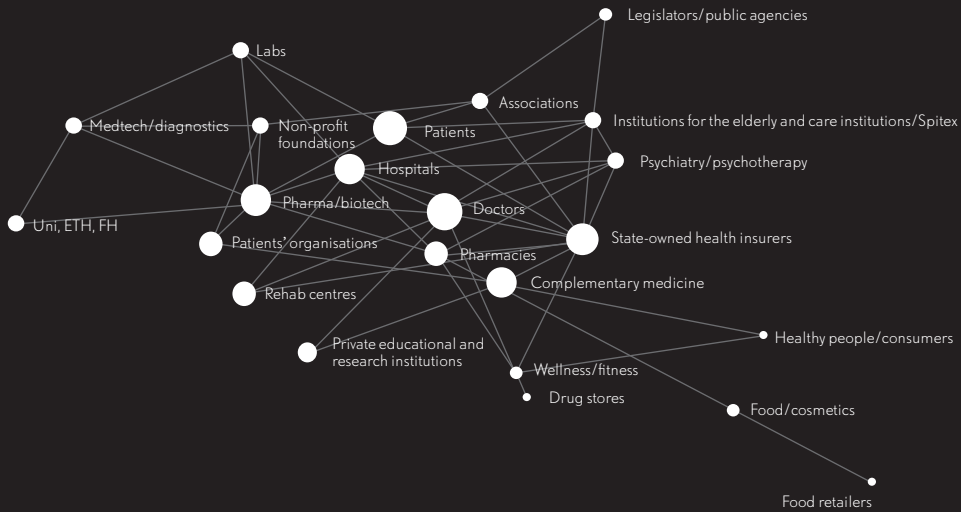 Legislators/public agencies
Labs
Associations
Institutions for the elderly and care institutions/Spitex
Medtech/diagnostics
Non-profit
foundations
Patients
Psychiatry/psychotherapy
Hospitals
Pharma/biotech
Doctors
Uni, ETH, FH
Patients’ organisations
State-owned health insurers
Pharmacies
Complementary medicine
Rehab centres
Healthy people/consumers
Private educational and
research institutions
Wellness/fitness
Drug stores
Food/cosmetics
Food retailers